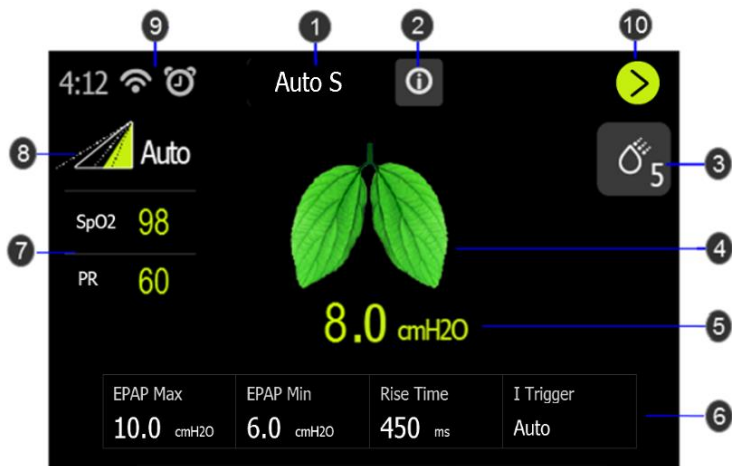 9
1
2
10
4:12
Auto S
8
Auto
5
3
SpO2 98
7
4
PR 60
8.0 cmH2O
5
EPAP Max
EPAP Min
Rise Time
I Trigger
10.0 cmH2O
6.0 cmH2O
450 ms
Auto
6